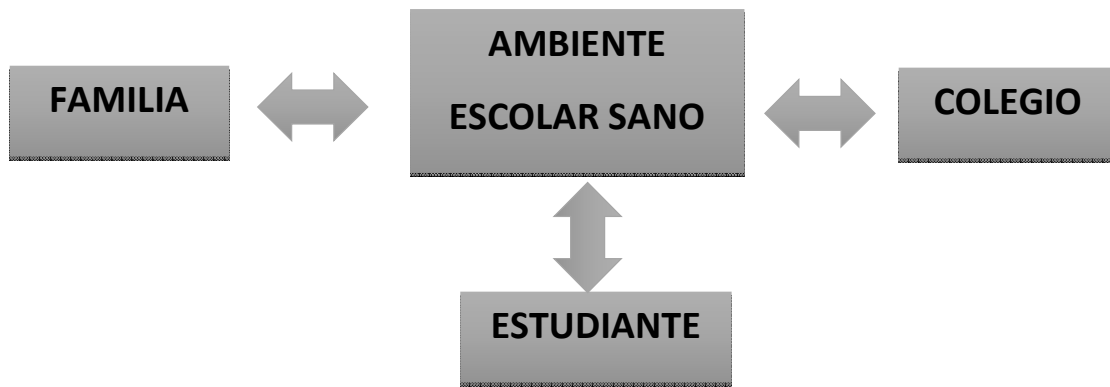 AMBIENTE
ESCOLAR SANO
FAMILIA
COLEGIO
ESTUDIANTE